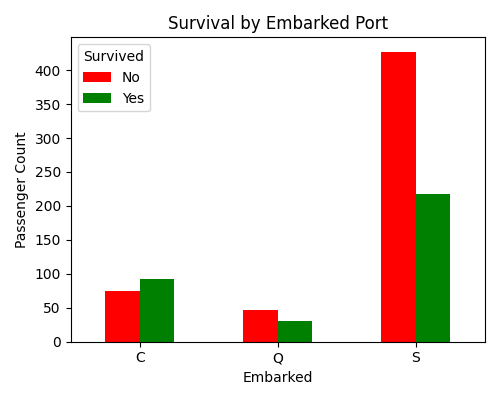 Survival by Embarked Port
Survived
No
Yes
Passenger Count
400
350
300
250
200
150
100
50
0
C
Q
S
Embarked